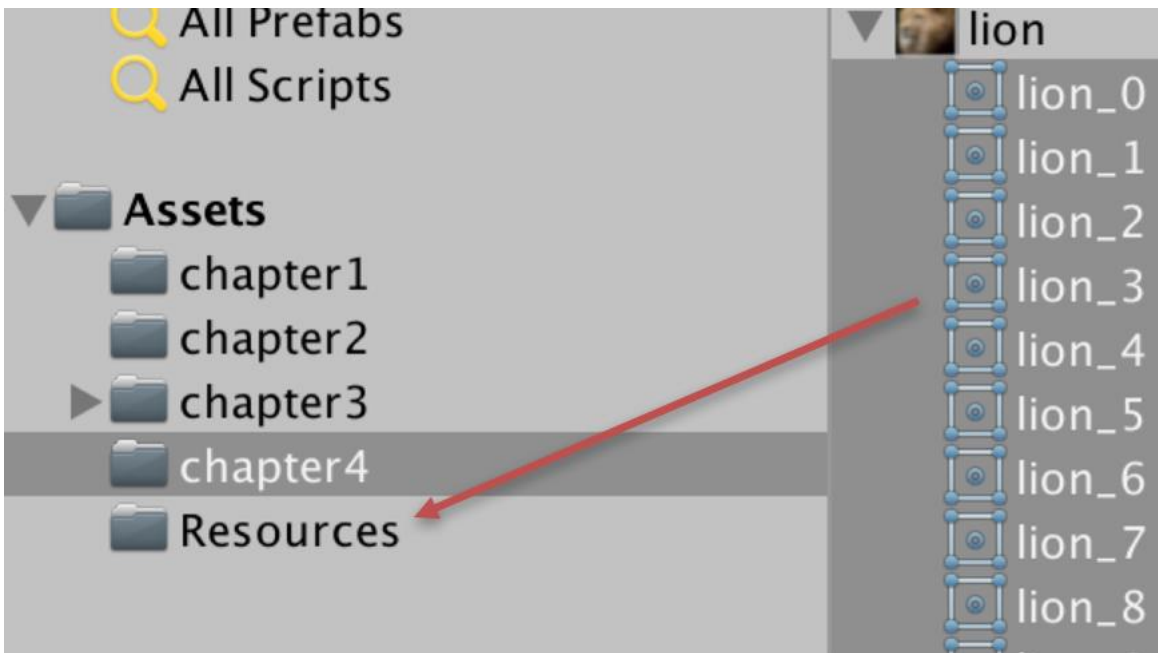 All Prefabs
All Scripts
Assets
chapter1
chapter2
chapter3
chapter4
Resources
lion
lion_0
lion_1
lion_2
lion_3
lion_4
lion_5
lion_6
lion_7
lion_8